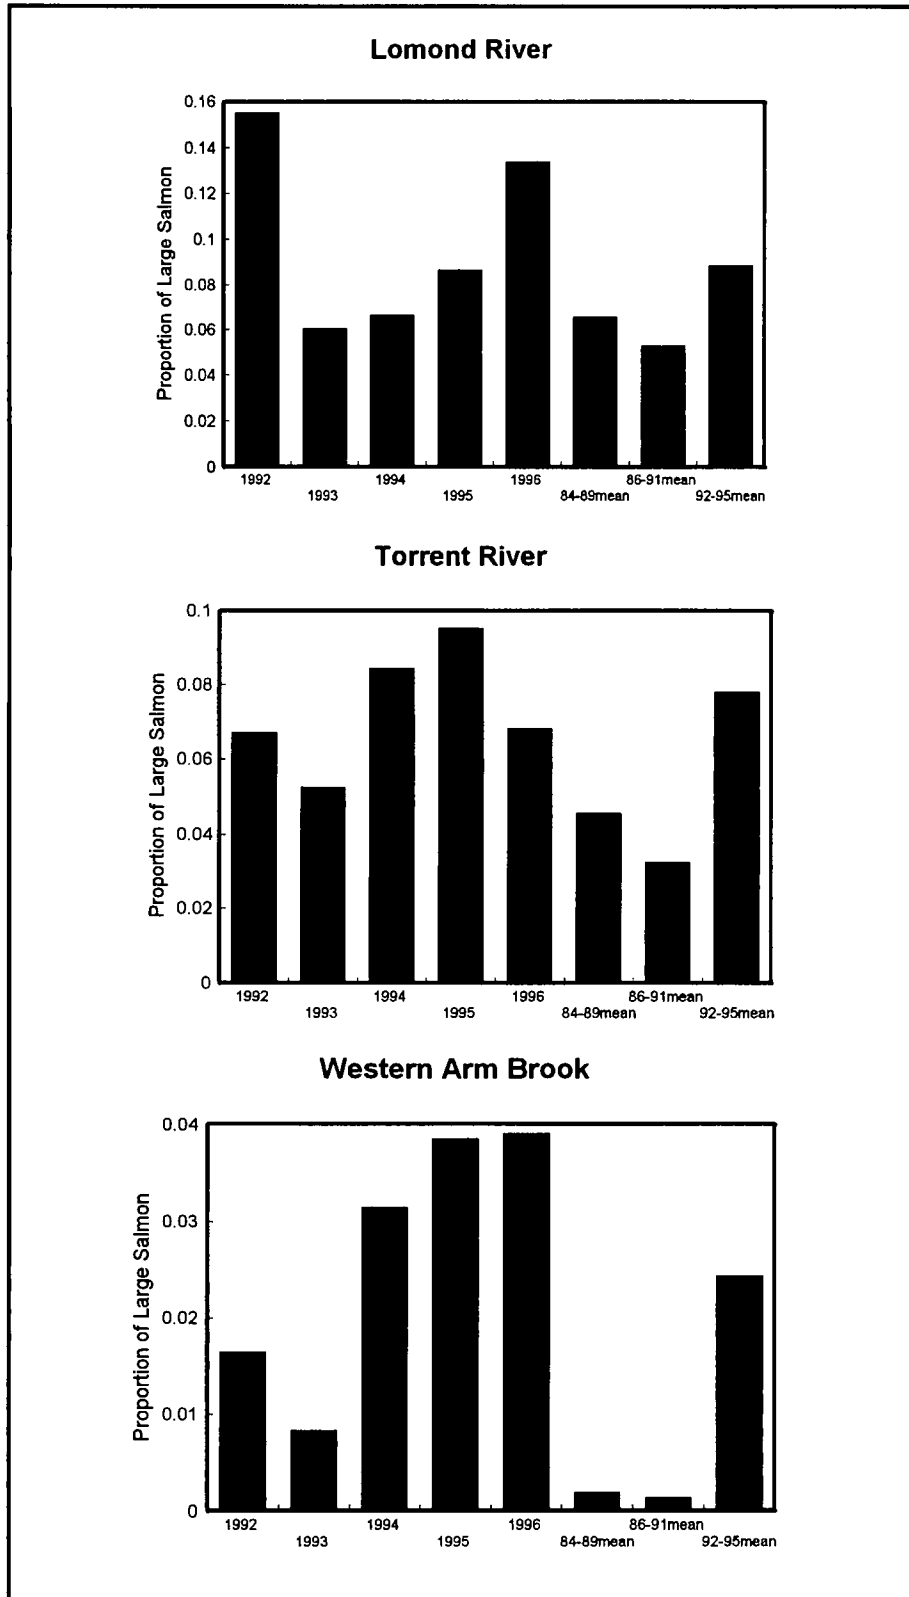 Lomond River
Proportion of Large Salmon
0.16
0.14
0.12
0.1
0.08
0.06
0.04
0.02
0
1992
1993
1994
1995
1996
84-89mean
86-91mean
92-95mean
Torrent River
Proportion of Large Salmon
0.1
0.08
0.06
0.04
0.02
0
1992
1993
1994
1995
1996
84-89mean
86-91mean
92-95mean
Western Arm Brook
Proportion of Large Salmon
0.04
0.03
0.02
0.01
0
1992
1993
1994
1995
1996
84-89mean
86-91mean
92-95mean